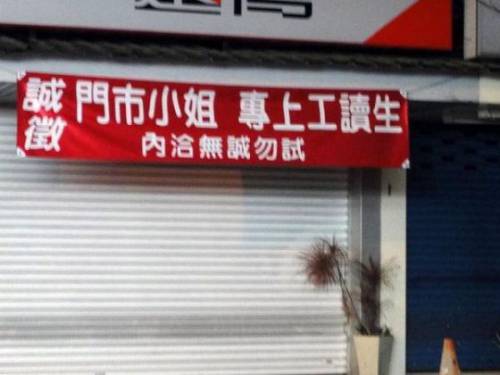 誠徵
門市小姐 專上工讀生
內洽無誠勿試